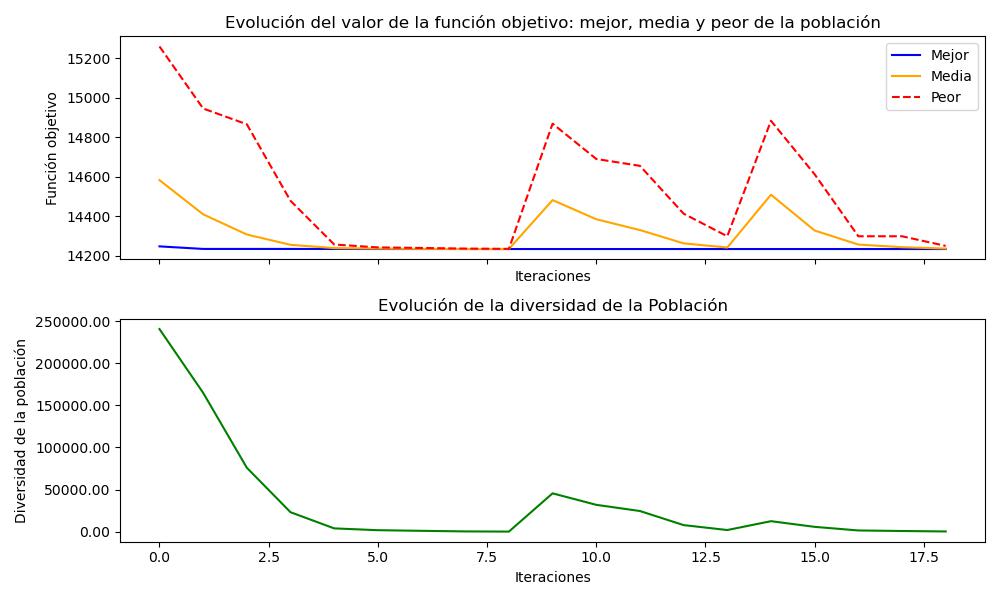 Evolución del valor de la función objetivo: mejor, media y peor de la población
15200
15000
14800
14600
14400
14200
Función objetivo
Mejor
Media
Peor
Iteraciones
Evolución de la diversidad de la Población
250000.00
200000.00
150000.00
100000.00
50000.00
0.00
Diversidad de la población
0.0 2.5 5.0 7.5 10.0 12.5 15.0 17.5
Iteraciones